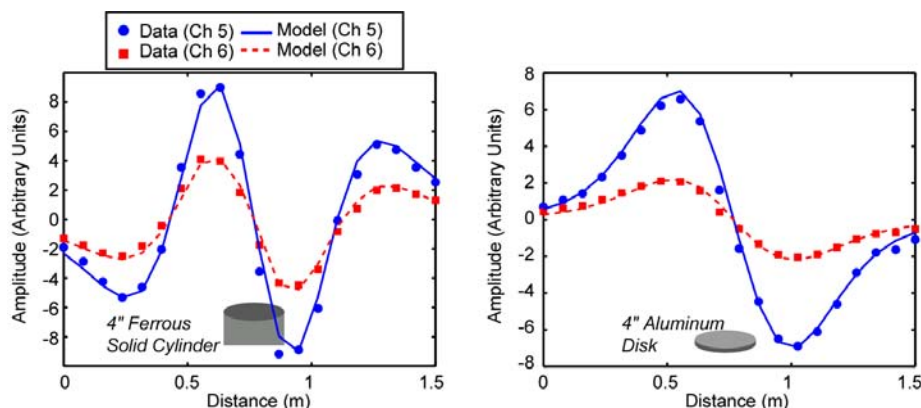 Data (Ch 5) Model (Ch 5)
Data (Ch 6) Model (Ch 6)
Amplitude (Arbitrary Units)
8
6
4
2
0
-2
-4
-6
-8
4" Ferrous
Solid Cylinder
0 0.5 1 1.5
Distance (m)
Amplitude (Arbitrary Units)
8
6
4
2
0
-2
-4
-6
-8
4" Aluminum
Disk
0 0.5 1 1.5
Distance (m)